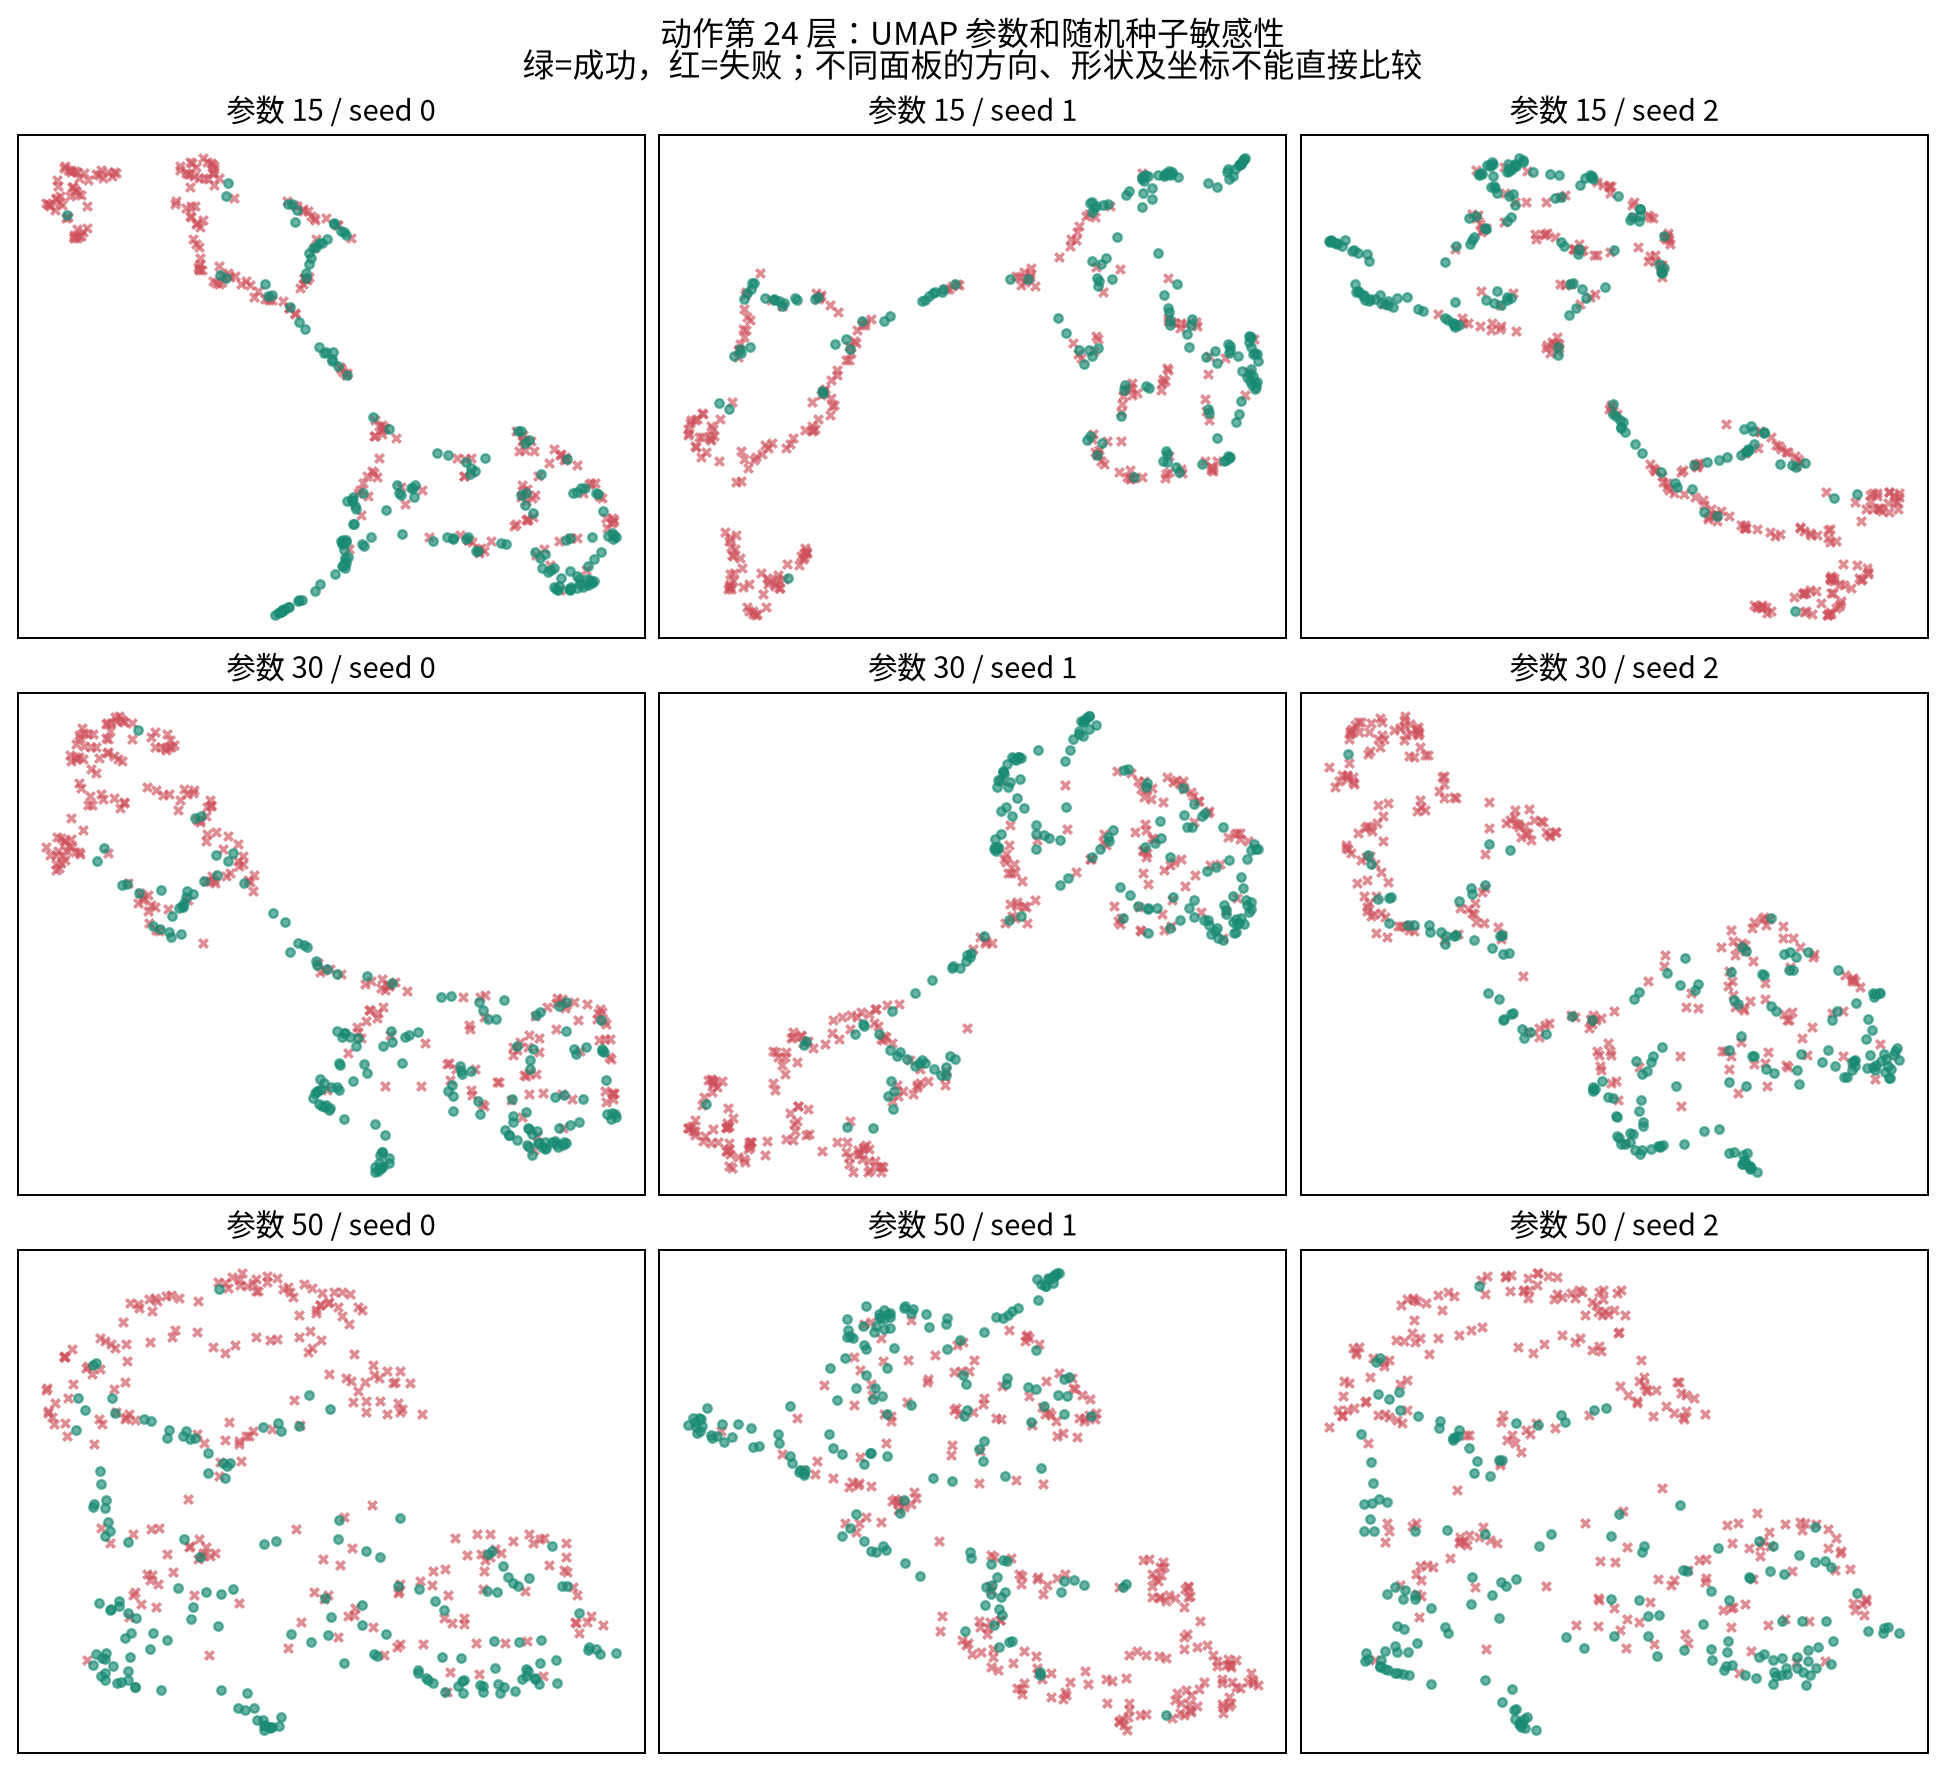 动作第 24 层：UMAP 参数和随机种子敏感性
绿=成功，红=失败；不同面板的方向、形状及坐标不能直接比较
参数 15 / seed 0
参数 15 / seed 1
参数 15 / seed 2
参数 30 / seed 0
参数 30 / seed 1
参数 30 / seed 2
参数 50 / seed 0
参数 50 / seed 1
参数 50 / seed 2